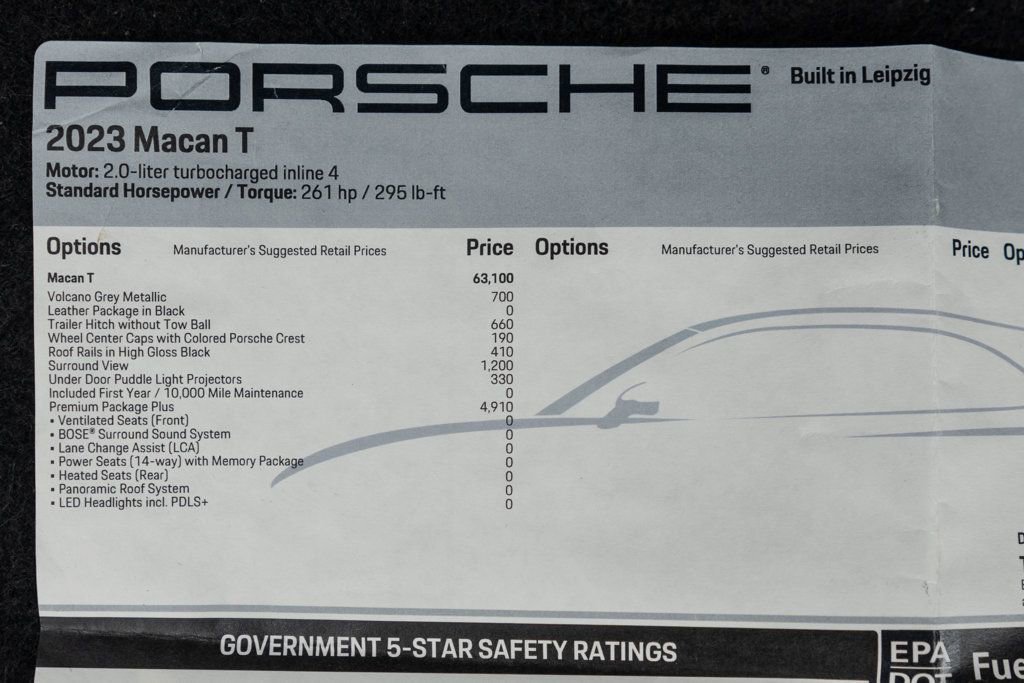 PORSCHE® Built in Leipzig
2023 Macan T
Motor: 2.0-liter turbocharged inline 4
Standard Horsepower / Torque: 261 hp / 295 lb-ft
Options Manufacturer's Suggested Retail Prices Price Options Manufacturer's Suggested Retail Prices Price Op
Macan T 63,100
Volcano Grey Metallic 700
Leather Package in Black 0
Trailer Hitch without Tow Ball 660
Wheel Center Caps with Colored Porsche Crest 190
Roof Rails in High Gloss Black 410
Surround View 1,200
Under Door Puddle Light Projectors 330
Included First Year / 10,000 Mile Maintenance 0
Premium Package Plus 4,910
▪ Ventilated Seats (Front) 0
▪ BOSE® Surround Sound System 0
▪ Lane Change Assist (LCA) 0
▪ Power Seats (14-way) with Memory Package 0
▪ Heated Seats (Rear) 0
▪ Panoramic Roof System 0
▪ LED Headlights incl. PDLS+ 0
GOVERNMENT 5-STAR SAFETY RATINGS
EPA
DOT
Fue